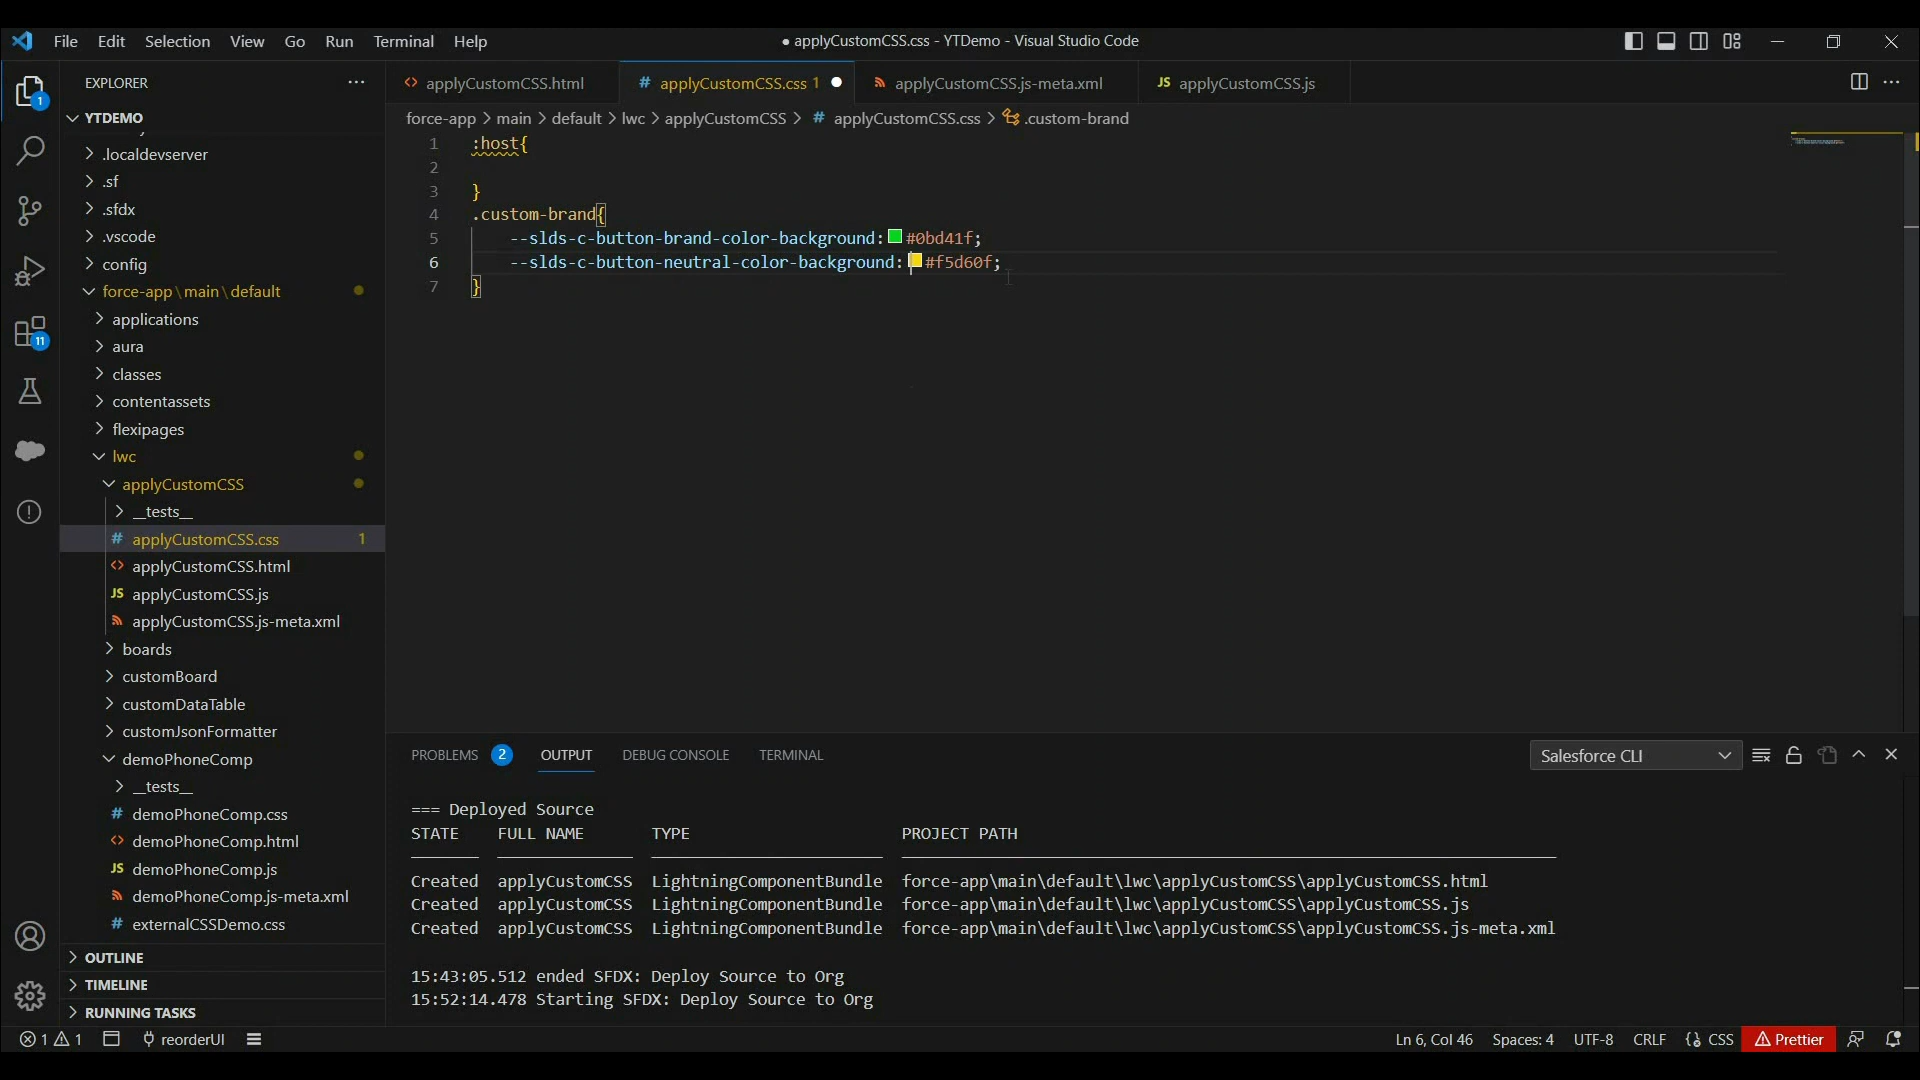 File Edit Selection View Go Run Terminal Help
● applyCustomCSS.css - YTDemo - Visual Studio Code
EXPLORER
applyCustomCSS.html
# applyCustomCSS.css 1
applyCustomCSS.js-meta.xml
JS applyCustomCSS.js
1
YTDEMO
force-app > main > default > lwc > applyCustomCSS > # applyCustomCSS.css > .custom-brand
.localdevserver
.sf
.sfdx
.vscode
config
force-app\main\default
applications
aura
11
classes
contentassets
flexipages
lwc
applyCustomCSS
__tests__
# applyCustomCSS.css 1
applyCustomCSS.html
JS applyCustomCSS.js
applyCustomCSS.js-meta.xml
boards
customBoard
customDataTable
customJsonFormatter
demoPhoneComp
__tests__
# demoPhoneComp.css
demoPhoneComp.html
JS demoPhoneComp.js
demoPhoneComp.js-meta.xml
# externalCSSDemo.css
OUTLINE
TIMELINE
RUNNING TASKS
1 :host{
2
3 }
4 .custom-brand{
5 --slds-c-button-brand-color-background: #0bd41f;
6 --slds-c-button-neutral-color-background: #f5d60f;
7 }
PROBLEMS 2 OUTPUT DEBUG CONSOLE TERMINAL
Salesforce CLI
=== Deployed Source
STATE FULL NAME TYPE PROJECT PATH
Created applyCustomCSS LightningComponentBundle force-app\main\default\lwc\applyCustomCSS\applyCustomCSS.html
Created applyCustomCSS LightningComponentBundle force-app\main\default\lwc\applyCustomCSS\applyCustomCSS.js
Created applyCustomCSS LightningComponentBundle force-app\main\default\lwc\applyCustomCSS\applyCustomCSS.js-meta.xml
15:43:05.512 ended SFDX: Deploy Source to Org
15:52:14.478 Starting SFDX: Deploy Source to Org
1 1 reorderUI
Ln 6, Col 46 Spaces: 4 UTF-8 CRLF CSS Prettier